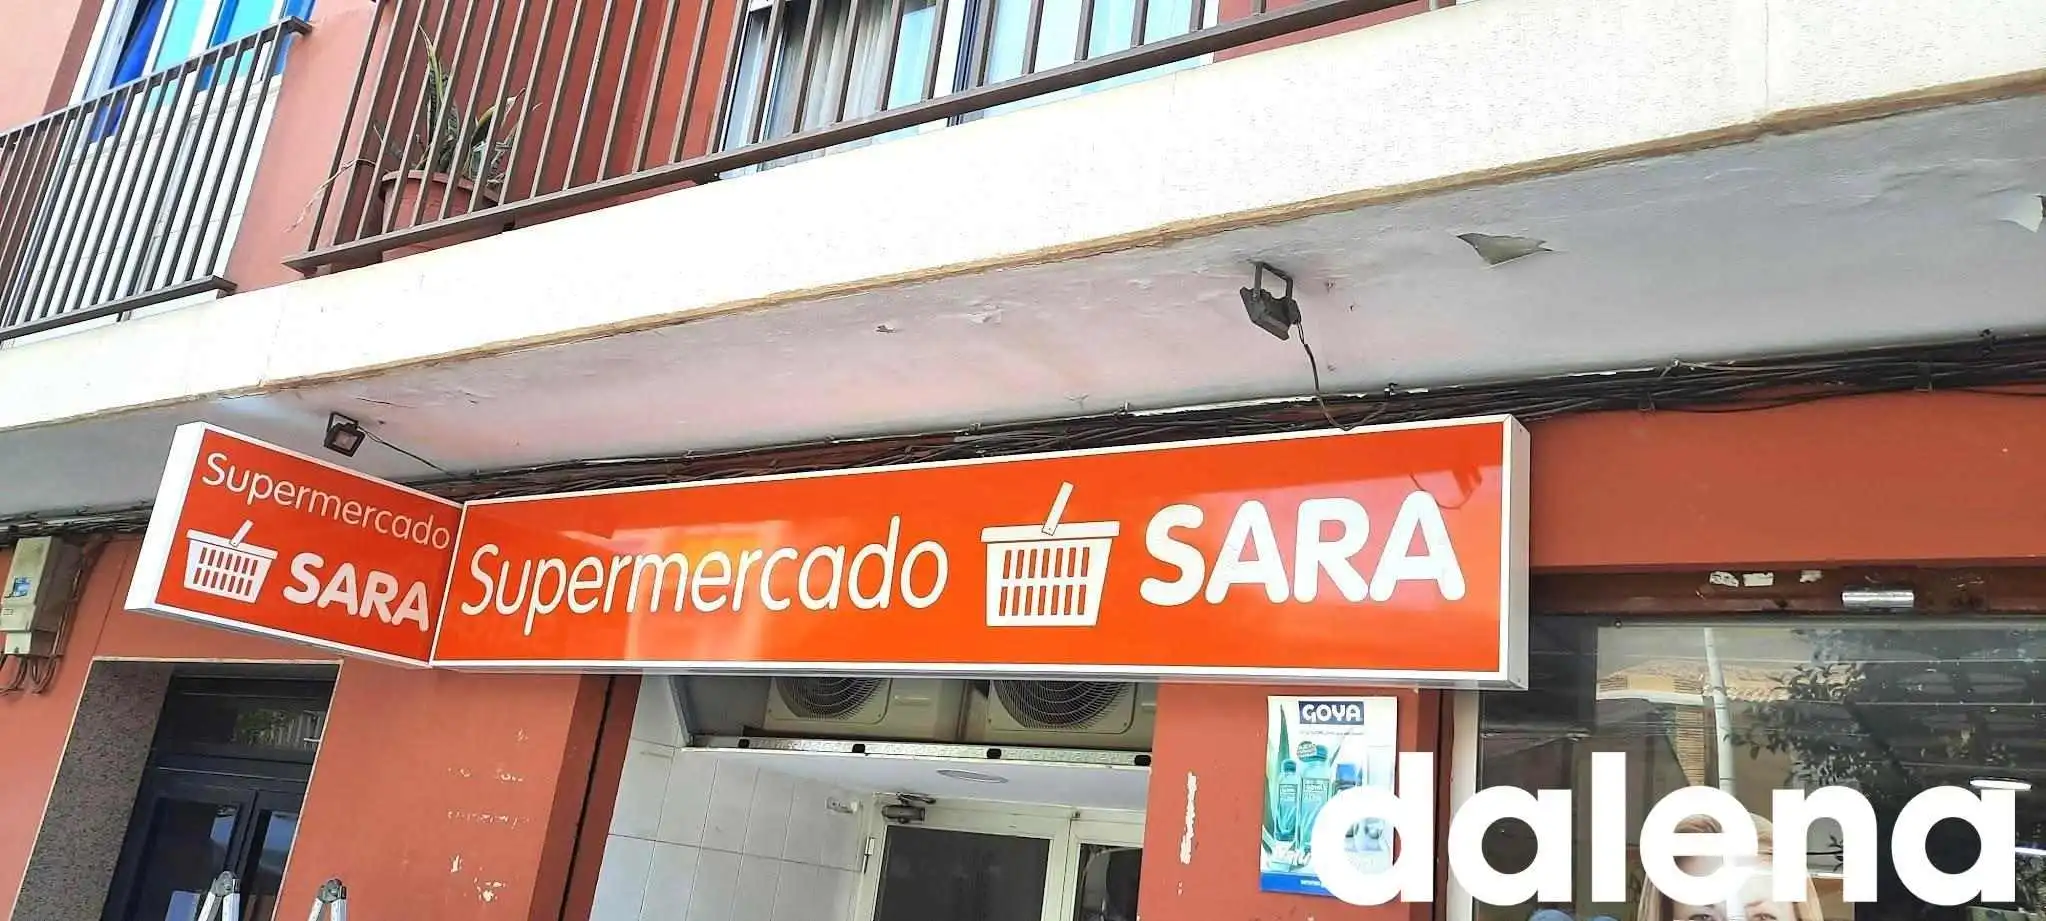 Supermercado
SARA
Supermercado SARA
GOYA
dalena